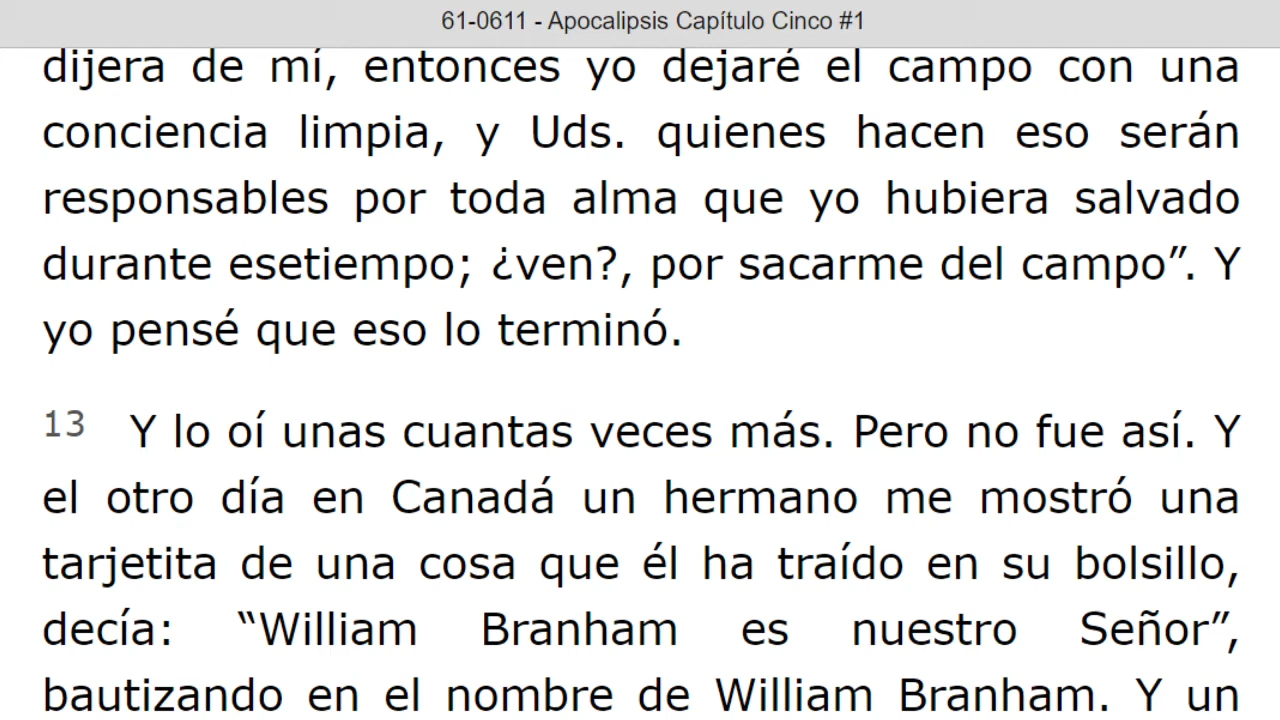 61-0611 - Apocalipsis Capítulo Cinco #1
dijera de mí, entonces yo dejaré el campo con una
conciencia limpia, y Uds. quienes hacen eso serán
responsables por toda alma que yo hubiera salvado
durante esetiempo; ¿ven?, por sacarme del campo”. Y
yo pensé que eso lo terminó.
13 Y lo oí unas cuantas veces más. Pero no fue así. Y
el otro día en Canadá un hermano me mostró una
tarjetita de una cosa que él ha traído en su bolsillo,
decía: “William Branham es nuestro Señor”,
bautizando en el nombre de William Branham. Y un